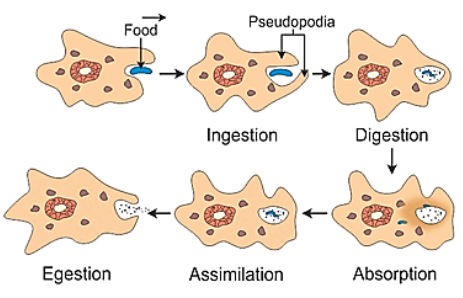 Food
Pseudopodia
Ingestion
Digestion
Egestion
Assimilation
Absorption